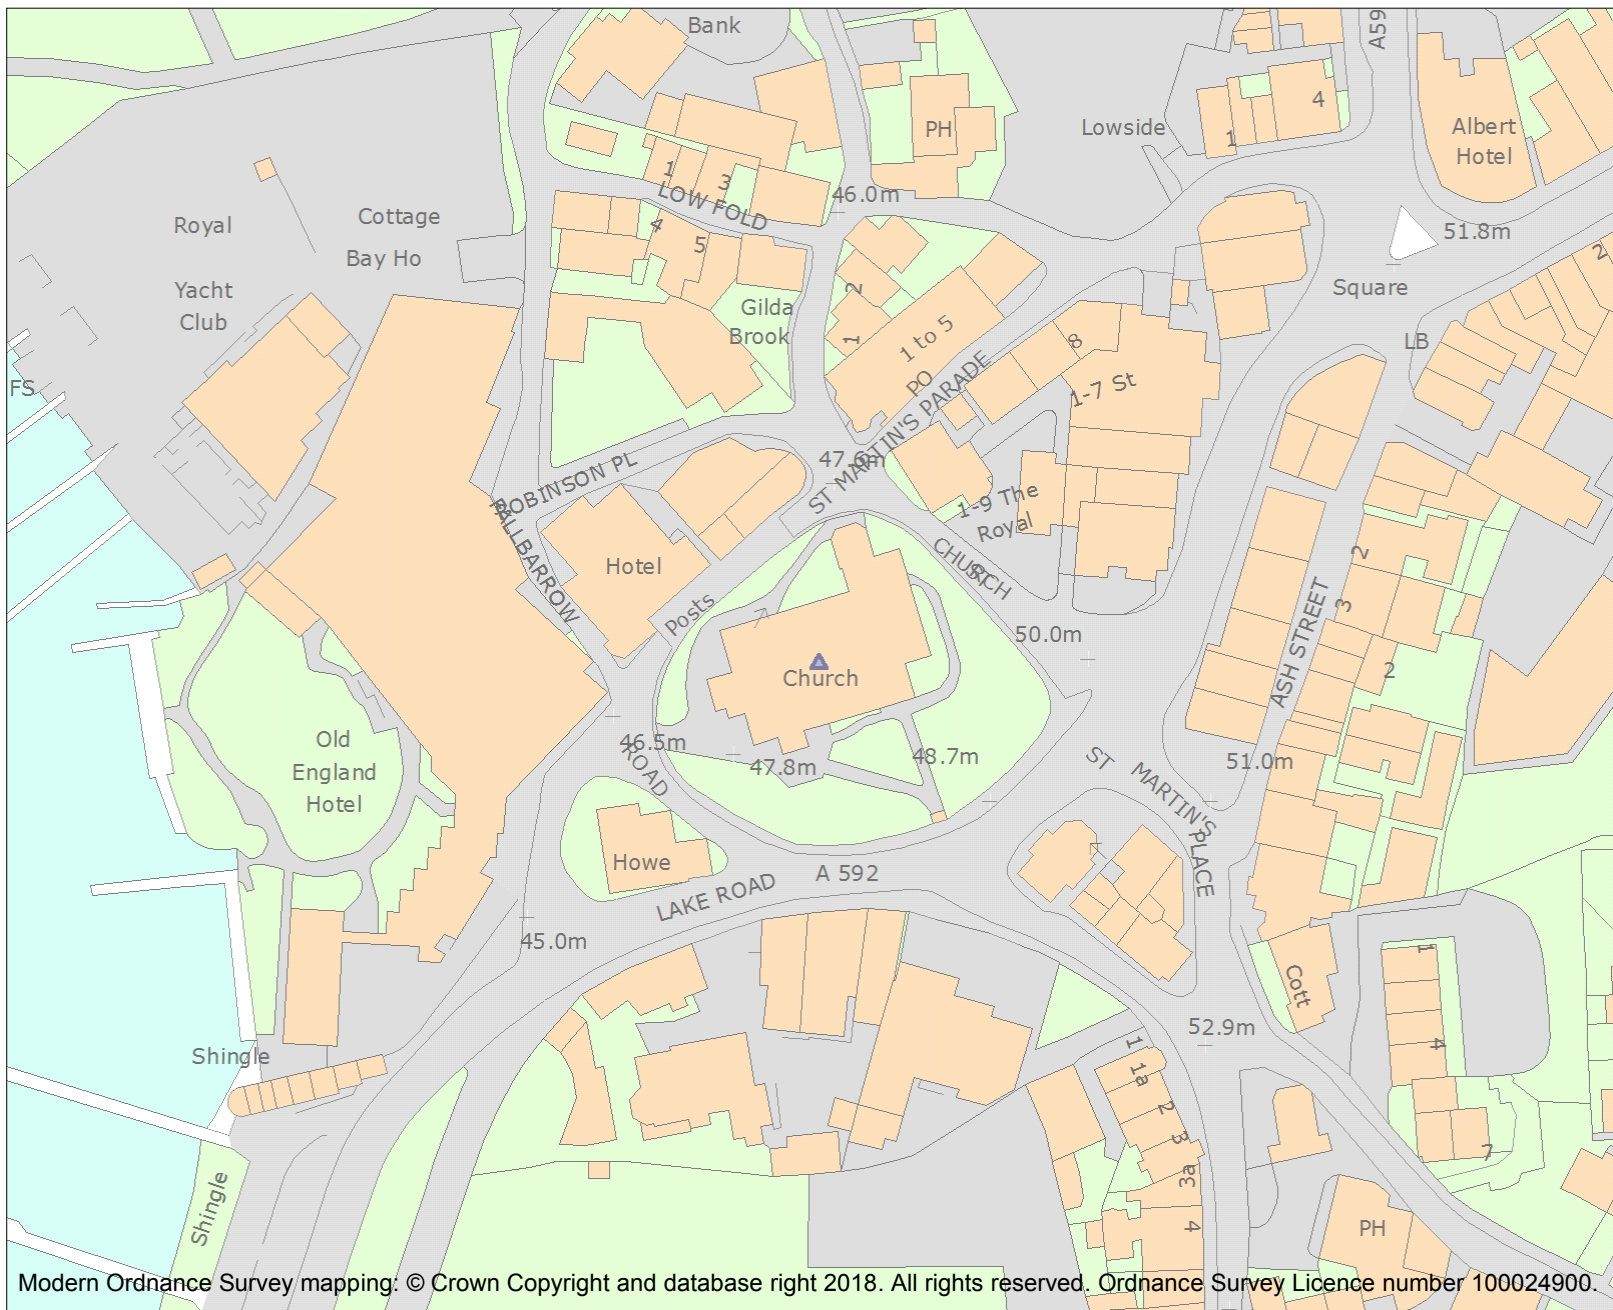 Bank
A59
PH
Lowside
4
1
Albert
Hotel
1
3
LOW FOLD
46.0m
Royal
Cottage
4
5
Bay Ho
51.8m
2
Yacht
Club
Gilda
Brook
2
1
1 to 5
Square
LB
8
FS
PO
1-7 St
ST MARTIN'S PARADE
47.6m
ROBINSON PL
RALLBARROW
1-9 The
Royal
Hotel
CHURCH
ST
2
Posts
3
ASH STREET
50.0m
Church
2
Old
England
Hotel
46.5m
ROAD
47.8m
48.7m
51.0m
ST MARTIN'S
PLACE
Howe
A 592
LAKE ROAD
45.0m
1
Cott
52.9m
Shingle
1
4
1a
2
3
7
3a
Shingle
4
PH
Modern Ordnance Survey mapping: © Crown Copyright and database right 2018. All rights reserved. Ordnance Survey Licence number 100024900.